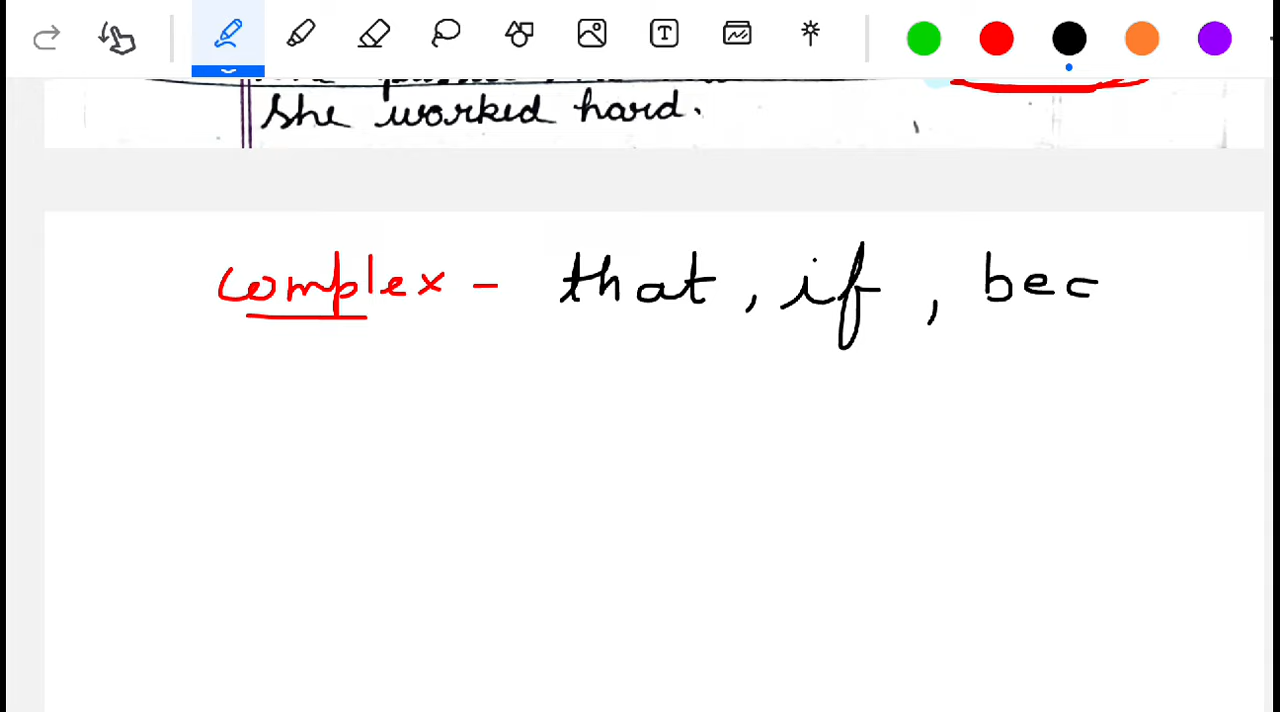 She worked hard.
complex - that, if, bec